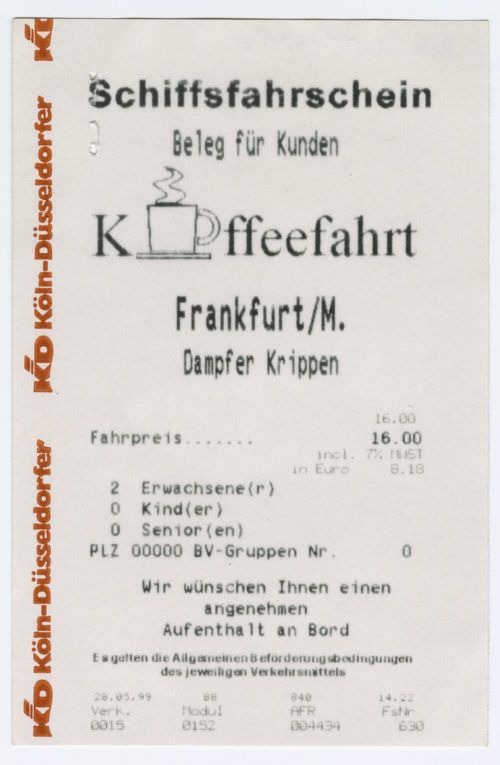 Schiffsfahrschein
Beleg für Kunden
K ffeefahrt
Frankfurt/M.
Dampfer Krippen
16.00
Fahrpreis....... 16.00
incl. 7% MWST
in Euro 8.18
2 Erwachsene(r)
0 Kind(er)
0 Senior(en)
PLZ 00000 BV-Gruppen Nr. 0
Wir wünschen Ihnen einen
angenehmen
Aufenthalt an Bord
Es gelten die Allgemeinen Beförderungsbedingungen
des jeweiligen Verkehrsmittels
28.05.99 88 840 14.22
Verk. Modul AFR FsNr
0015 0152 004434 630
KD Köln-Düsseldorfer
KD Köln-Düsseldorfer
KD